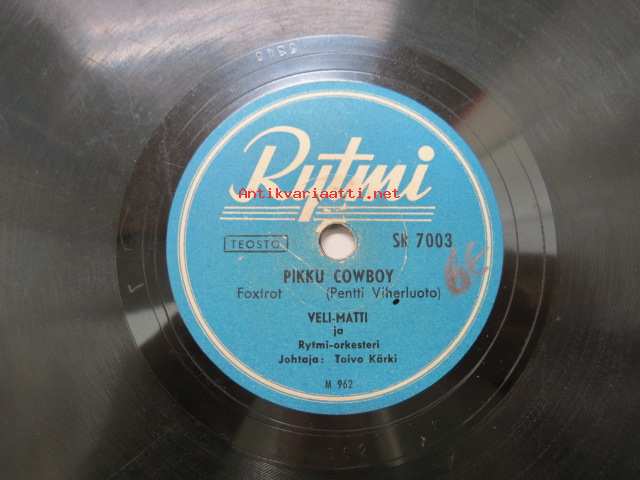 Rytmi
Antikvariaatti.net
TEOSTO SK 7003
PIKKU COWBOY
Foxtrot (Pentti Viherluoto)
VELI-MATTI
ja
Rytmi-orkesteri
Johtaja: Toivo Kärki
M 962